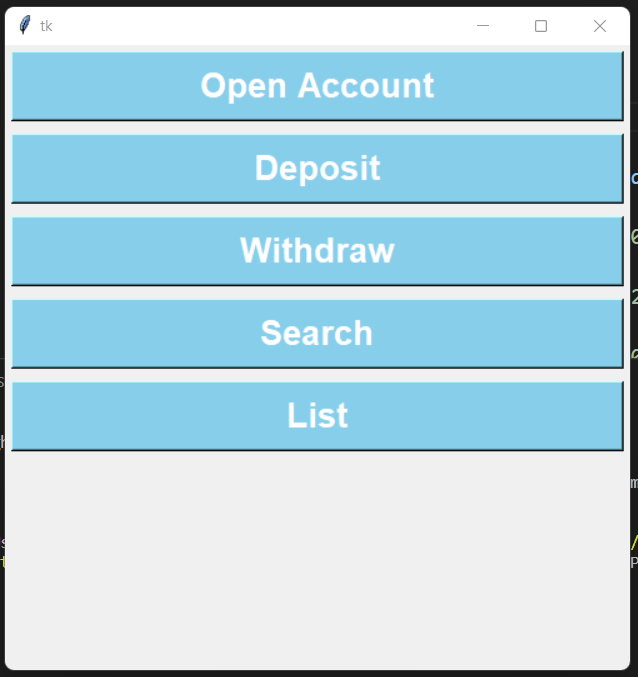 tk
Open Account
Deposit
Withdraw
Search
List